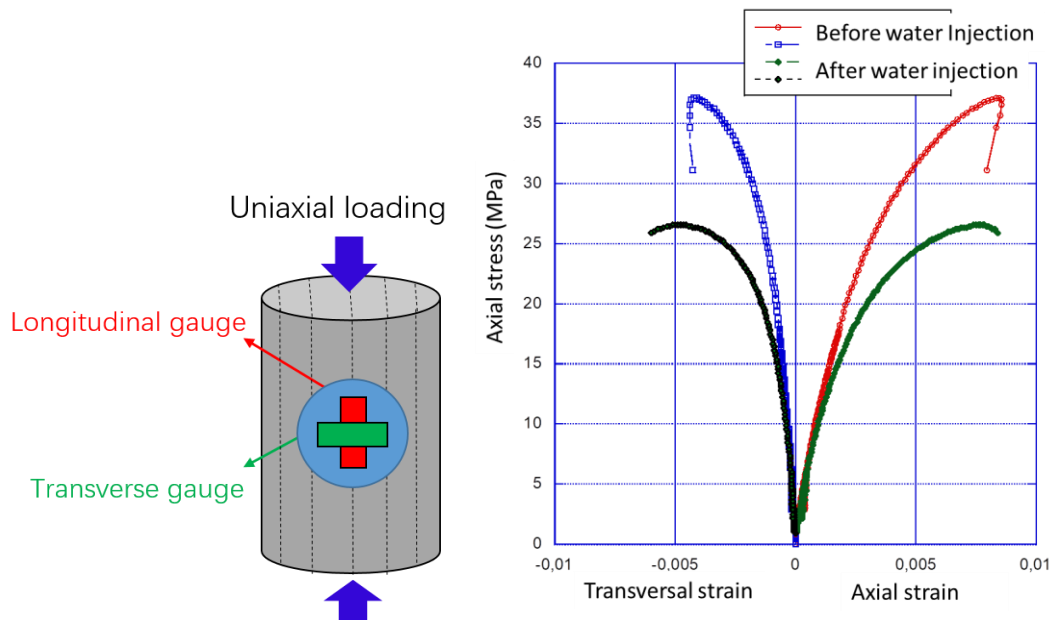 Uniaxial loading
Longitudinal gauge
Transverse gauge
Before water Injection
After water injection
Axial stress (MPa)
40
35
30
25
20
15
10
5
0
-0,01
-0,005
0
0,005
0,01
Transversal strain
Axial strain